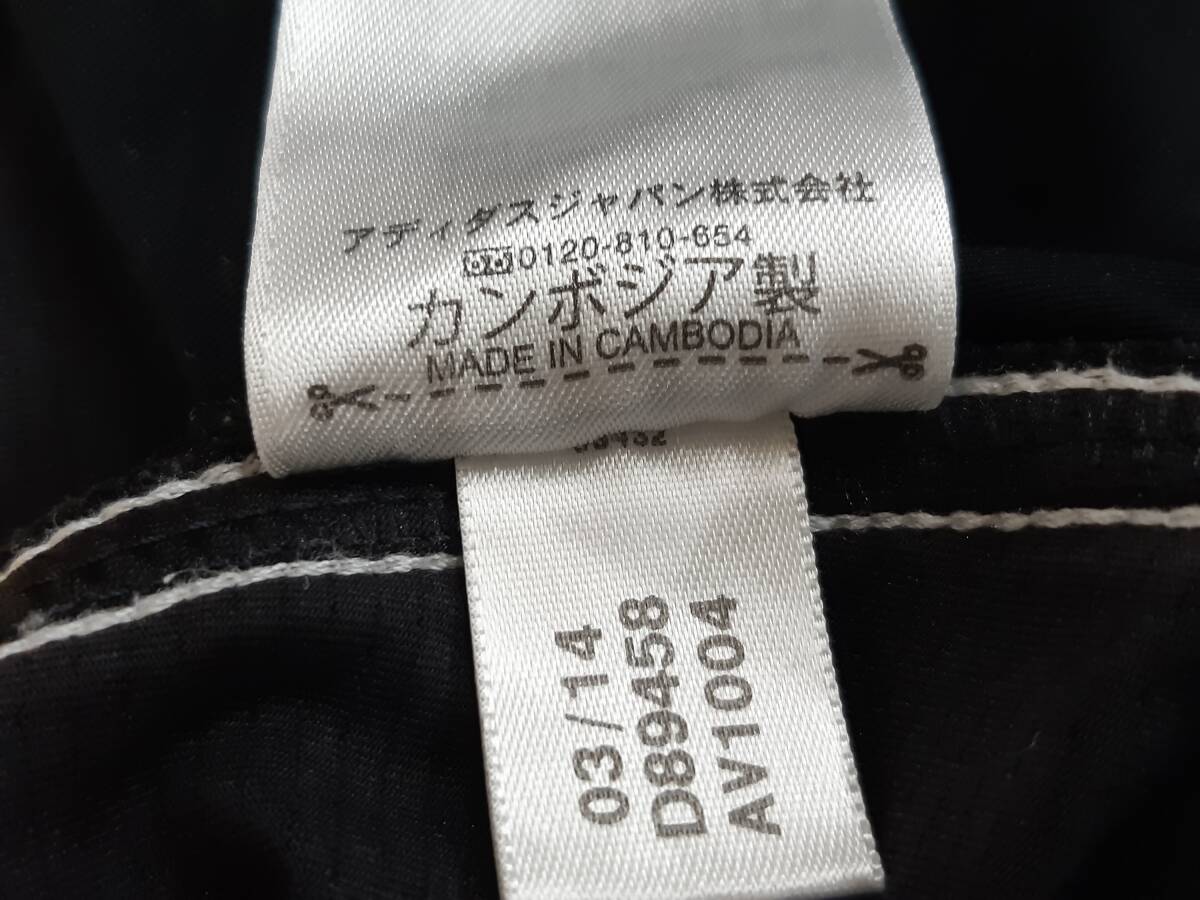 アディダスジャパン株式会社
0120-810-654
カンボジア製
MADE IN CAMBODIA
03/14
D89458
AV1004